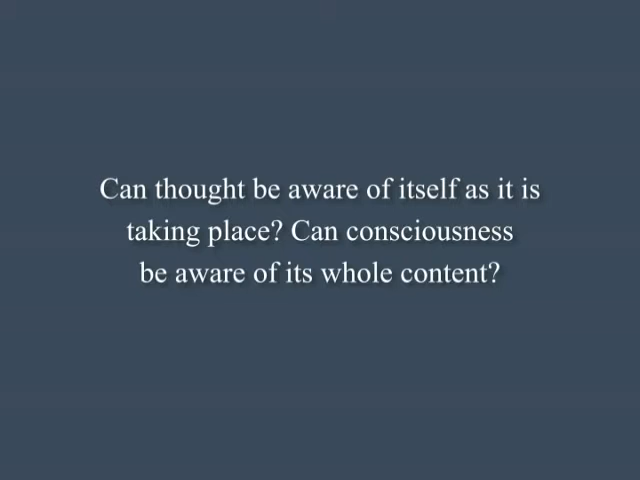 Can thought be aware of itself as it is
taking place? Can consciousness
be aware of its whole content?